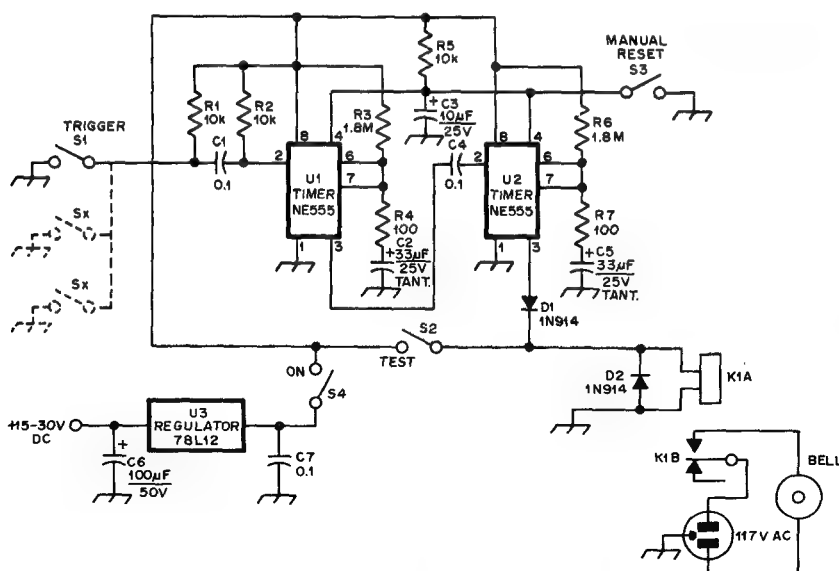 R5
10k
MANUAL
RESET
S3
R1
10k
R2
10k
TRIGGER
S1
C1
0.1
R3
1.8M
+
C3
10µF
25V
C4
0.1
R6
1.8M
8
4
2
6
7
U1
TIMER
NE555
1
3
8
4
2
6
7
U2
TIMER
NE555
1
3
Sx
Sx
R4
100
C2
+
33µF
25V
TANT.
R7
100
+
C5
33µF
25V
TANT.
D1
1N914
S2
TEST
ON
S4
D2
1N914
K1A
+15-30V
DC
U3
REGULATOR
78L12
+
C6
100µF
50V
C7
0.1
K1B
BELL
117V AC